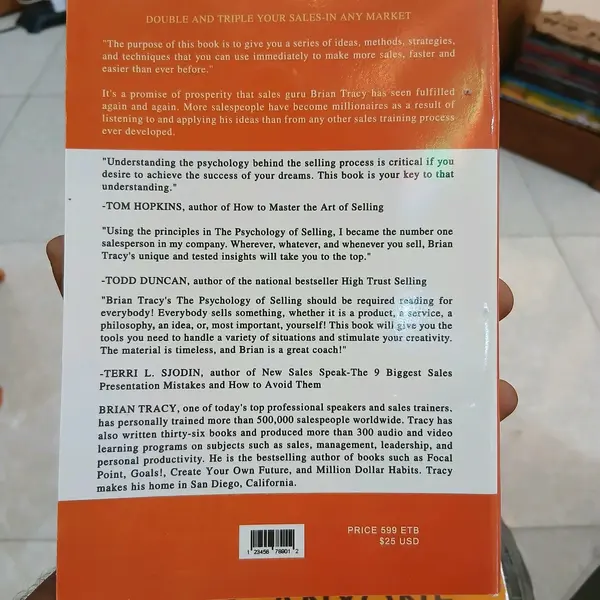 DOUBLE AND TRIPLE YOUR SALES-IN ANY MARKET
"The purpose of this book is to give you a series of ideas, methods, strategies,
and techniques that you can use immediately to make more sales, faster and
easier than ever before."
It's a promise of prosperity that sales guru Brian Tracy has seen fulfilled
again and again. More salespeople have become millionaires as a result of
listening to and applying his ideas than from any other sales training process
ever developed.
"Understanding the psychology behind the selling process is critical if you
desire to achieve the success of your dreams. This book is your key to that
understanding."
-TOM HOPKINS, author of How to Master the Art of Selling
"Using the principles in The Psychology of Selling, I became the number one
salesperson in my company. Wherever, whatever, and whenever you sell, Brian
Tracy's unique and tested insights will take you to the top."
-TODD DUNCAN, author of the national bestseller High Trust Selling
"Brian Tracy's The Psychology of Selling should be required reading for
everybody! Everybody sells something, whether it is a product, a service, a
philosophy, an idea, or, most important, yourself! This book will give you the
tools you need to handle a variety of situations and stimulate your creativity.
The material is timeless, and Brian is a great coach!"
-TERRI L. SJODIN, author of New Sales Speak-The 9 Biggest Sales
Presentation Mistakes and How to Avoid Them
BRIAN TRACY, one of today's top professional speakers and sales trainers,
has personally trained more than 500,000 salespeople worldwide. Tracy has
also written thirty-six books and produced more than 300 audio and video
learning programs on subjects such as sales, management, leadership, and
personal productivity. He is the bestselling author of books such as Focal
Point, Goals!, Create Your Own Future, and Million Dollar Habits. Tracy
makes his home in San Diego, California.
1 23456 78901 2
PRICE 599 ETB
$25 USD